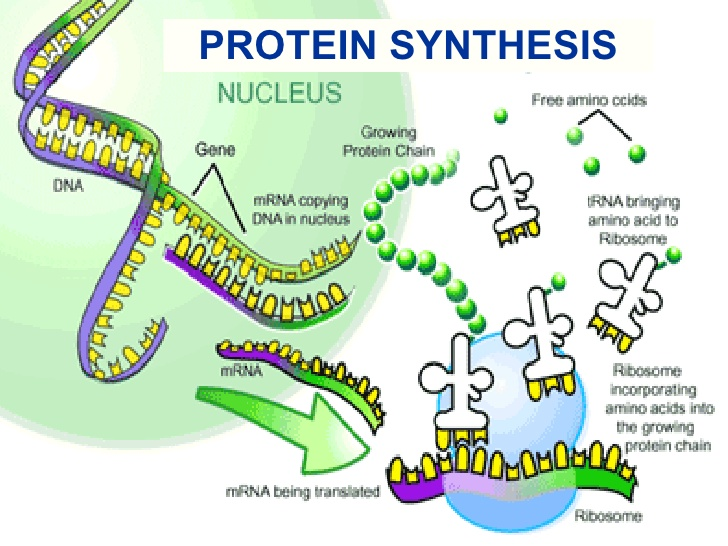 PROTEIN SYNTHESIS
NUCLEUS
Free amino ccids
Growing
Protein Chain
Gene
DNA
mRNA copying
DNA in nucleus
tRNA bringing
amino acid to
Ribosome
mRNA
Ribosome
incorporating
amino acids into
the growing
protein chain
mRNA being translated
Ribosome